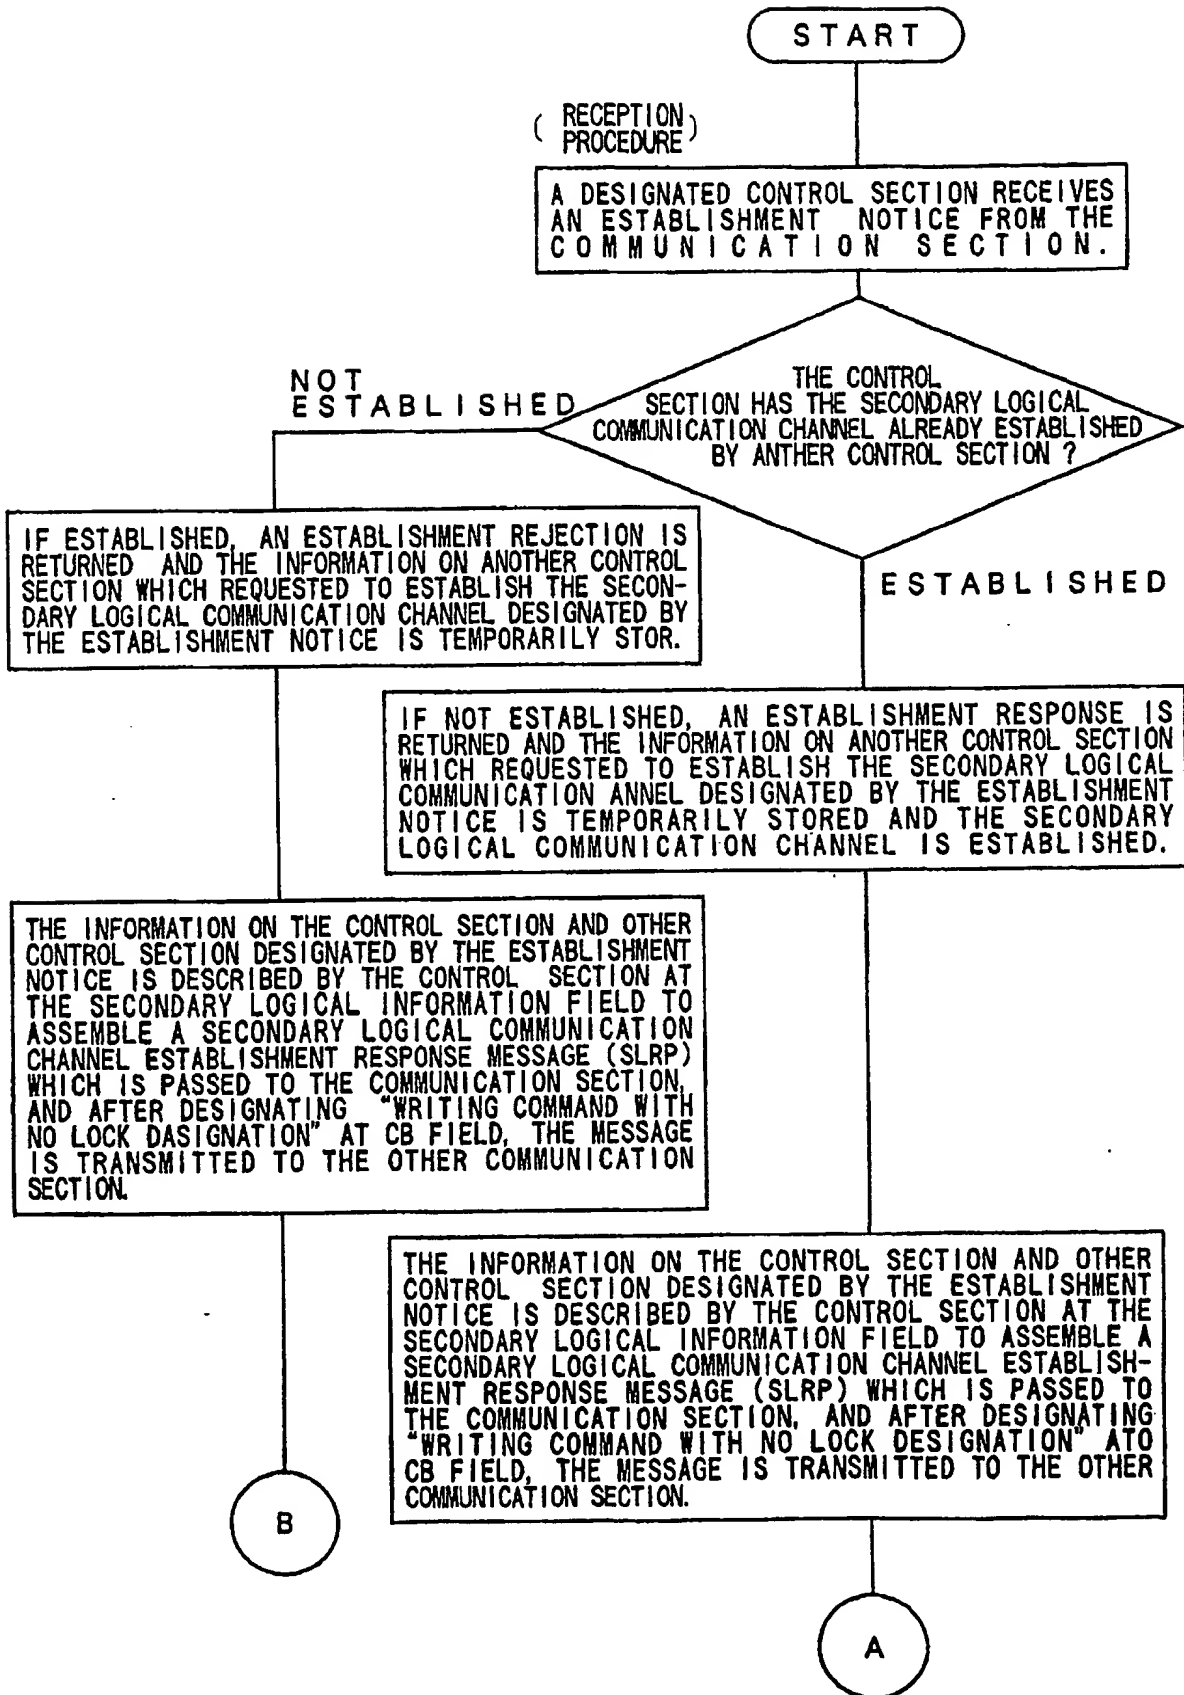 START
( RECEPTION
PROCEDURE )
A DESIGNATED CONTROL SECTION RECEIVES
AN ESTABLISHMENT NOTICE FROM THE
COMMUNICATION SECTION.
THE CONTROL
SECTION HAS THE SECONDARY LOGICAL
COMMUNICATION CHANNEL ALREADY ESTABLISHED
BY ANTHER CONTROL SECTION ?
NOT
ESTABLISHED
ESTABLISHED
IF ESTABLISHED, AN ESTABLISHMENT REJECTION IS
RETURNED AND THE INFORMATION ON ANOTHER CONTROL
SECTION WHICH REQUESTED TO ESTABLISH THE SECON-
DARY LOGICAL COMMUNICATION CHANNEL DESIGNATED BY
THE ESTABLISHMENT NOTICE IS TEMPORARILY STOR.
IF NOT ESTABLISHED, AN ESTABLISHMENT RESPONSE IS
RETURNED AND THE INFORMATION ON ANOTHER CONTROL SECTION
WHICH REQUESTED TO ESTABLISH THE SECONDARY LOGICAL
COMMUNICATION ANNEL DESIGNATED BY THE ESTABLISHMENT
NOTICE IS TEMPORARILY STORED AND THE SECONDARY
LOGICAL COMMUNICATION CHANNEL IS ESTABLISHED.
THE INFORMATION ON THE CONTROL SECTION AND OTHER
CONTROL SECTION DESIGNATED BY THE ESTABLISHMENT
NOTICE IS DESCRIBED BY THE CONTROL SECTION AT
THE SECONDARY LOGICAL INFORMATION FIELD TO
ASSEMBLE A SECONDARY LOGICAL COMMUNICATION
CHANNEL ESTABLISHMENT RESPONSE MESSAGE (SLRP)
WHICH IS PASSED TO THE COMMUNICATION SECTION,
AND AFTER DESIGNATING "WRITING COMMAND WITH
NO LOCK DASIGNATION" AT CB FIELD, THE MESSAGE
IS TRANSMITTED TO THE OTHER COMMUNICATION
SECTION.
THE INFORMATION ON THE CONTROL SECTION AND OTHER
CONTROL SECTION DESIGNATED BY THE ESTABLISHMENT
NOTICE IS DESCRIBED BY THE CONTROL SECTION AT THE
SECONDARY LOGICAL INFORMATION FIELD TO ASSEMBLE A
SECONDARY LOGICAL COMMUNICATION CHANNEL ESTABLISH-
MENT RESPONSE MESSAGE (SLRP) WHICH IS PASSED TO
THE COMMUNICATION SECTION, AND AFTER DESIGNATING
"WRITING COMMAND WITH NO LOCK DESIGNATION" ATO
CB FIELD, THE MESSAGE IS TRANSMITTED TO THE OTHER
COMMUNICATION SECTION.
B
A